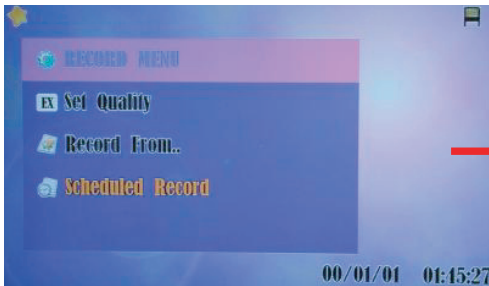 RECORD MENU
EX Set Quality
Record From..
Scheduled Record
00/01/01 01:45:27